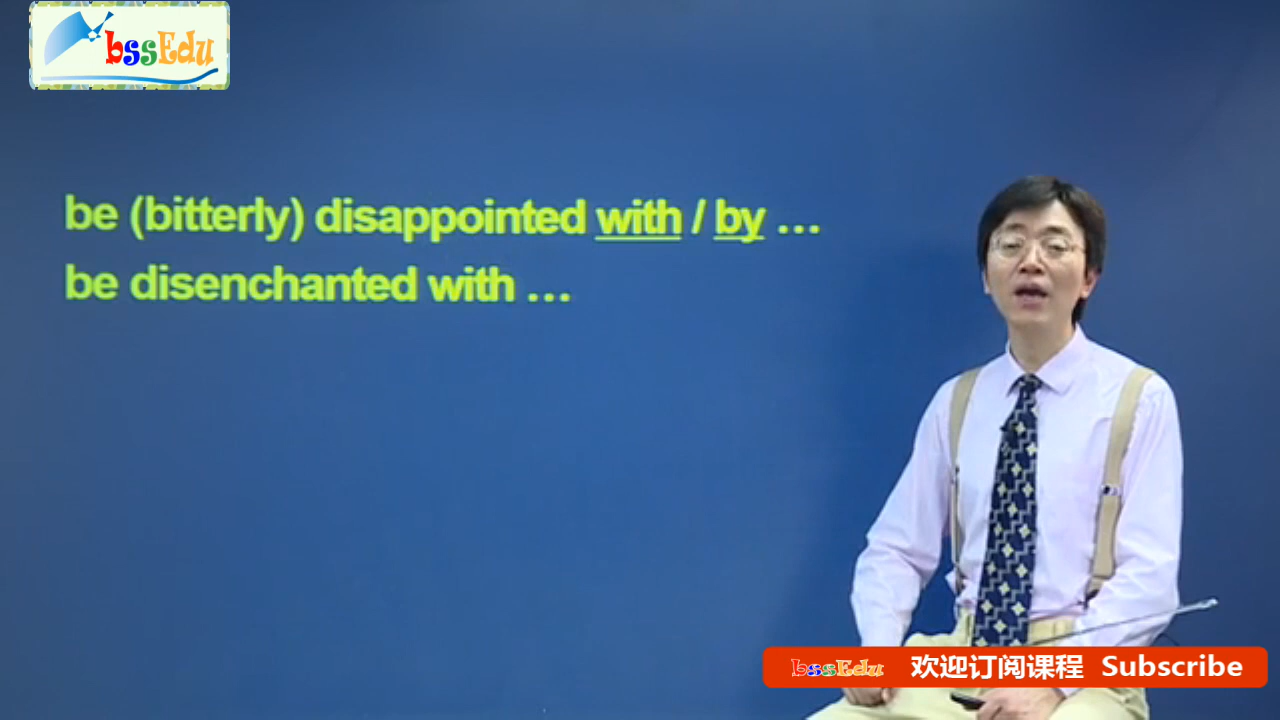 bssEdu
be (bitterly) disappointed with / by ...
be disenchanted with ...
bssEdu 欢迎订阅课程 Subscribe